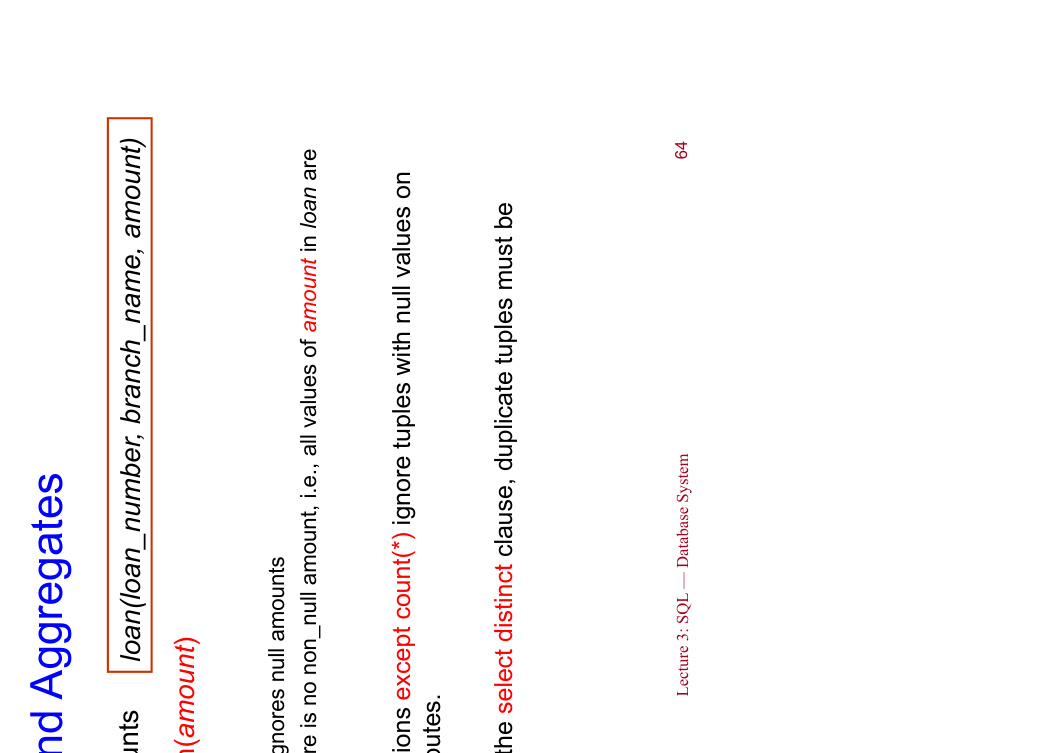 nd Aggregates
unts loan(loan_number, branch_name, amount)
(amount)
gnores null amounts
re is no non_null amount, i.e., all values of amount in loan are
ions except count(*) ignore tuples with null values on
outes.
the select distinct clause, duplicate tuples must be
Lecture 3: SQL — Database System 64